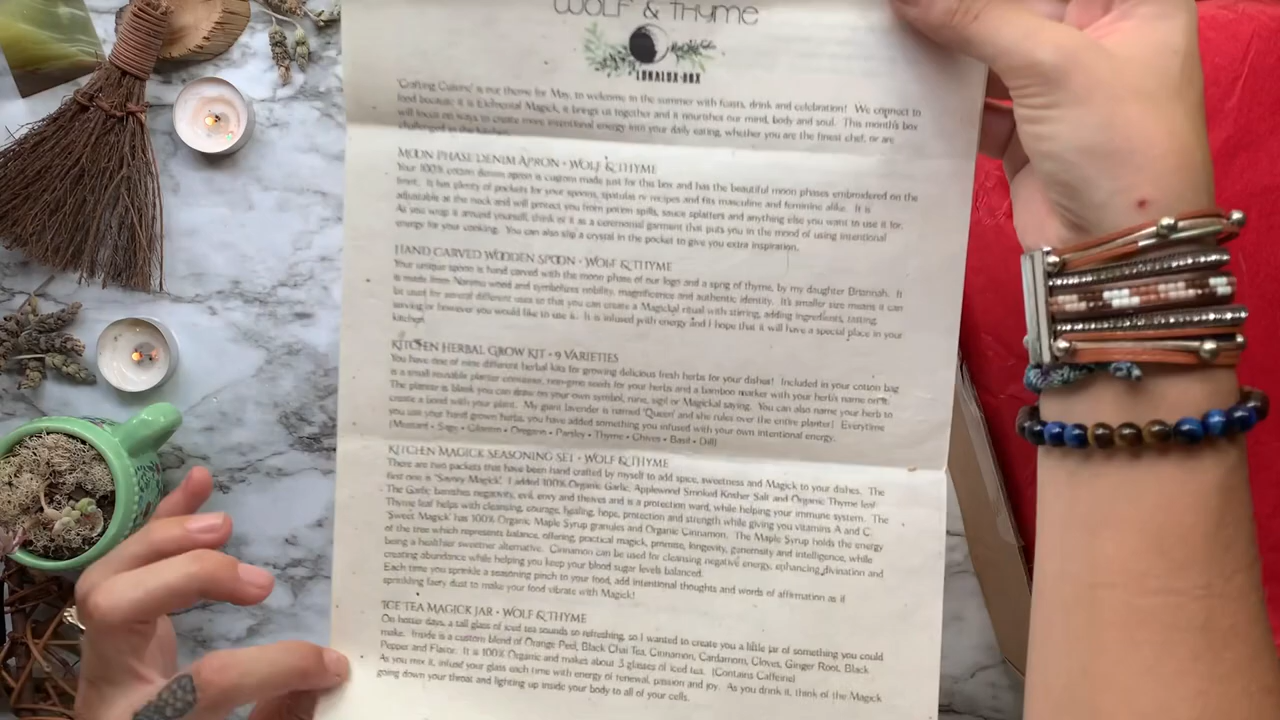 WOLF & THYME
LUNALUX·BOX
'Crafting Cuisine' is our theme for May, to welcome in the summer with feasts, drink and celebration! We connect to
food because it is Elemental Magick, it brings us together and it nourishes our mind, body and soul. This month's box
will focus on ways to create more intentional energy into your daily eating, whether you are the finest chef, or are
challenged in the kitchen.
MOON PHASE DENIM APRON • WOLF & THYME
Your 100% cotton denim apron is custom made just for this box and has the beautiful moon phases embroidered on the
front. It has plenty of pockets for your spoons, spatulas or recipes and fits masculine and feminine alike. It is
adjustable at the neck and will protect you from potion spills, sauce splatters and anything else you want to use it for.
As you wrap it around yourself, think of it as a ceremonial garment that puts you in the mood of using intentional
energy for your cooking. You can also slip a crystal in the pocket to give you extra inspiration.
HAND CARVED WOODEN SPOON • WOLF & THYME
Your unique spoon is hand carved with the moon phase of our logo and a sprig of thyme, by my daughter Briannah. It
is made from Nanmu wood and symbolizes nobility, magnificence and authentic identity. It's smaller size means it can
be used for several different uses so that you can create a Magickal ritual with stirring, adding ingredients, tasting,
serving or however you would like to use it. It is infused with energy and I hope that it will have a special place in your
kitchen.
KITCHEN HERBAL GROW KIT • 9 VARIETIES
You have one of nine different herbal kits for growing delicious fresh herbs for your dishes! Included in your cotton bag
is a small reusable planter container, non-gmo seeds for your herbs and a bamboo marker with your herb's name on it.
The planter is blank so you can draw on your own symbol, rune, sigil or Magickal saying. You can also name your herb to
create a bond with your plant. My giant lavender is named 'Queen' and she rules over the entire planter! Everytime
you use your hand grown herbs, you have added something you infused with your own intentional energy.
(Mustard • Sage • Cilantro • Oregano • Parsley • Thyme • Chives • Basil • Dill)
KITCHEN MAGICK SEASONING SET • WOLF & THYME
There are two packets that have been hand crafted by myself to add spice, sweetness and Magick to your dishes. The
first one is 'Savory Magick'. I added 100% Organic Garlic, Applewood Smoked Kosher Salt and Organic Thyme leaf.
The Garlic banishes negativity, evil, envy and thieves and is a protection ward, while helping your immune system. The
Thyme leaf helps with cleansing, courage, healing, hope, protection and strength while giving you vitamins A and C.
'Sweet Magick' has 100% Organic Maple Syrup granules and Organic Cinnamon. The Maple Syrup holds the energy
of the tree which represents balance, offering, practical magick, promise, longevity, generosity and intelligence, while
being a healthier sweetner alternative. Cinnamon can be used for cleansing negative energy, enhancing divination and
creating abundance while helping you keep your blood sugar levels balanced.
Each time you sprinkle a seasoning pinch to your food, add intentional thoughts and words of affirmation as if
sprinkling faery dust to make your food vibrate with Magick!
ICE TEA MAGICK JAR • WOLF & THYME
On hotter days, a tall glass of iced tea sounds so refreshing, so I wanted to create you a little jar of something you could
make. Inside is a custom blend of Orange Peel, Black Chai Tea, Cinnamon, Cardamom, Cloves, Ginger Root, Black
Pepper and Flavor. It is a 100% Organic and makes about 3 glasses of iced tea. (Contains Caffeine)
As you mix it, infuse your glass each time with energy of renewal, passion and joy. As you drink it, think of the Magick
going down your throat and lighting up inside your body to all of your cells.